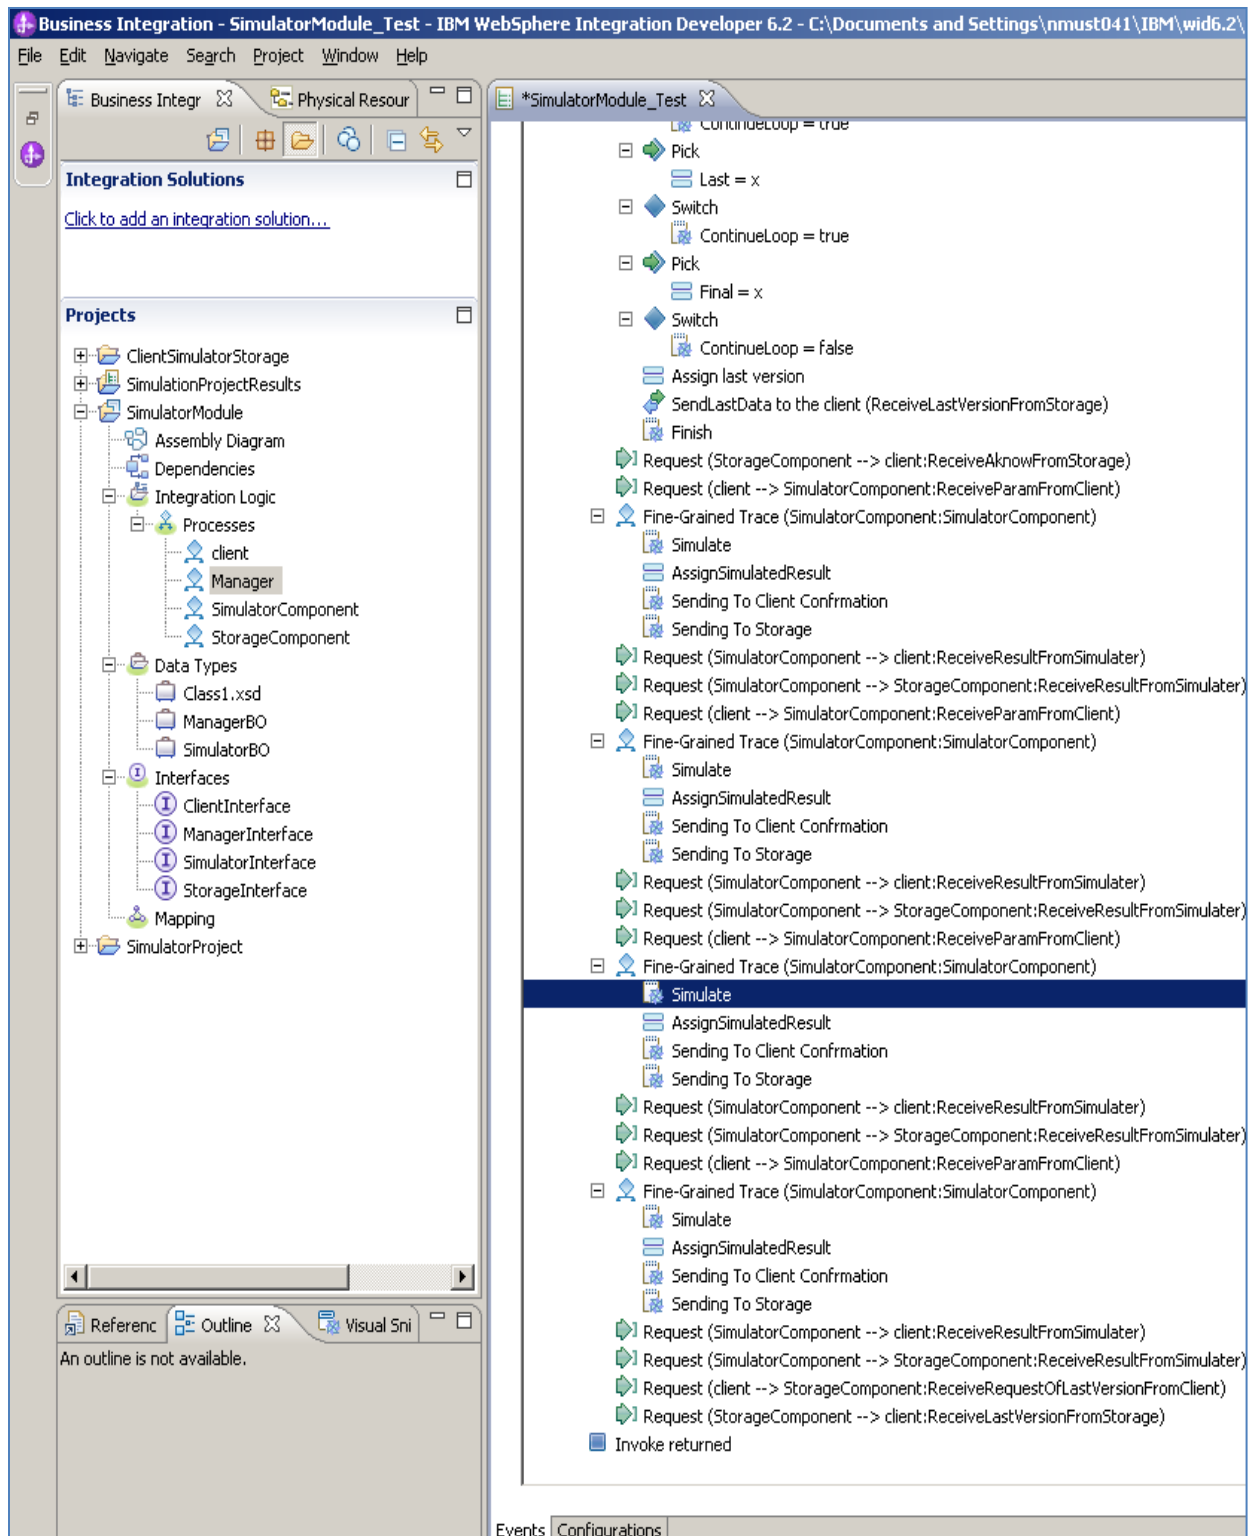 Business Integration - SimulatorModule_Test - IBM WebSphere Integration Developer 6.2 - C:\Documents and Settings\nmust041\IBM\wid6.2\
File Edit Navigate Search Project Window Help
Business Integr
Physical Resour
Integration Solutions
Click to add an integration solution...
Projects
ClientSimulatorStorage
SimulationProjectResults
SimulatorModule
Assembly Diagram
Dependencies
Integration Logic
Processes
client
Manager
SimulatorComponent
StorageComponent
Data Types
Class1.xsd
ManagerBO
SimulatorBO
Interfaces
ClientInterface
ManagerInterface
SimulatorInterface
StorageInterface
Mapping
SimulatorProject
Referenc
Outline
Visual Sni
An outline is not available.
*SimulatorModule_Test
ContinueLoop = true
Pick
Last = x
Switch
ContinueLoop = true
Pick
Final = x
Switch
ContinueLoop = false
Assign last version
SendLastData to the client (ReceiveLastVersionFromStorage)
Finish
Request (StorageComponent --> client:ReceiveAknowFromStorage)
Request (client --> SimulatorComponent:ReceiveParamFromClient)
Fine-Grained Trace (SimulatorComponent:SimulatorComponent)
Simulate
AssignSimulatedResult
Sending To Client Confrmation
Sending To Storage
Request (SimulatorComponent --> client:ReceiveResultFromSimulater)
Request (SimulatorComponent --> StorageComponent:ReceiveResultFromSimulater)
Request (client --> SimulatorComponent:ReceiveParamFromClient)
Fine-Grained Trace (SimulatorComponent:SimulatorComponent)
Simulate
AssignSimulatedResult
Sending To Client Confrmation
Sending To Storage
Request (SimulatorComponent --> client:ReceiveResultFromSimulater)
Request (SimulatorComponent --> StorageComponent:ReceiveResultFromSimulater)
Request (client --> SimulatorComponent:ReceiveParamFromClient)
Fine-Grained Trace (SimulatorComponent:SimulatorComponent)
Simulate
AssignSimulatedResult
Sending To Client Confrmation
Sending To Storage
Request (SimulatorComponent --> client:ReceiveResultFromSimulater)
Request (SimulatorComponent --> StorageComponent:ReceiveResultFromSimulater)
Request (client --> SimulatorComponent:ReceiveParamFromClient)
Fine-Grained Trace (SimulatorComponent:SimulatorComponent)
Simulate
AssignSimulatedResult
Sending To Client Confrmation
Sending To Storage
Request (SimulatorComponent --> client:ReceiveResultFromSimulater)
Request (SimulatorComponent --> StorageComponent:ReceiveResultFromSimulater)
Request (client --> StorageComponent:ReceiveRequestOfLastVersionFromClient)
Request (StorageComponent --> client:ReceiveLastVersionFromStorage)
Invoke returned
Events Configurations